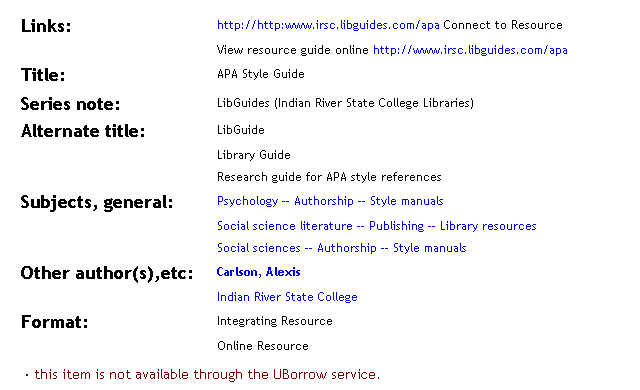 Links: http://http:www.irsc.libguides.com/apa Connect to Resource
View resource guide online http://www.irsc.libguides.com/apa
Title: APA Style Guide
Series note: LibGuides (Indian River State College Libraries)
Alternate title: LibGuide
Library Guide
Research guide for APA style references
Subjects, general: Psychology -- Authorship -- Style manuals
Social science literature -- Publishing -- Library resources
Social sciences -- Authorship -- Style manuals
Other author(s),etc: Carlson, Alexis
Indian River State College
Format: Integrating Resource
Online Resource
· this item is not available through the UBorrow service.